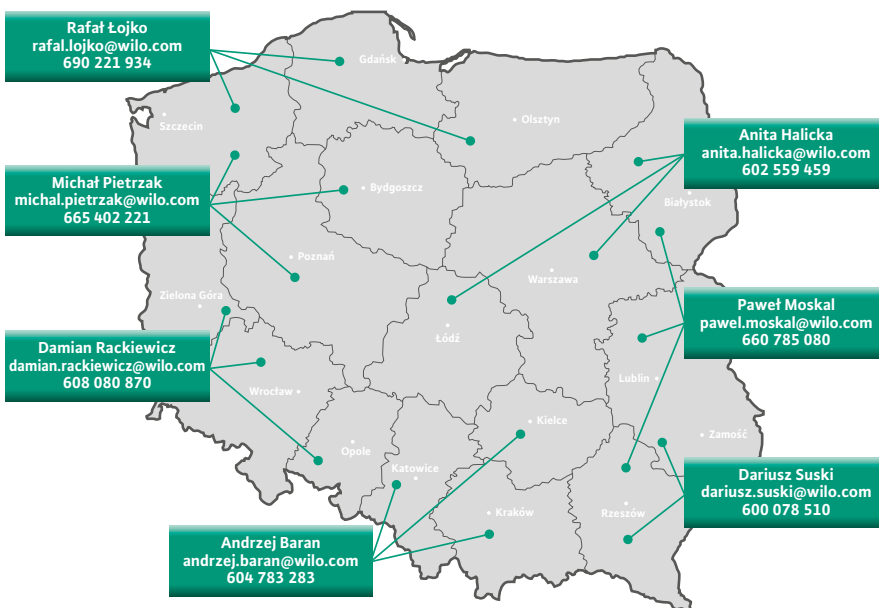 Rafał Łojko
rafal.lojko@wilo.com
690 221 934
Gdańsk
Szczecin
Olsztyn
Anita Halicka
anita.halicka@wilo.com
602 559 459
Michał Pietrzak
michal.pietrzak@wilo.com
665 402 221
Bydgoszcz
Białystok
Poznań
Warszawa
Zielona Góra
Paweł Moskal
pawel.moskal@wilo.com
660 785 080
Łódź
Damian Rackiewicz
damian.rackiewicz@wilo.com
608 080 870
Wrocław
Lublin
Kielce
Zamość
Opole
Katowice
Dariusz Suski
dariusz.suski@wilo.com
600 078 510
Kraków
Rzeszów
Andrzej Baran
andrzej.baran@wilo.com
604 783 283